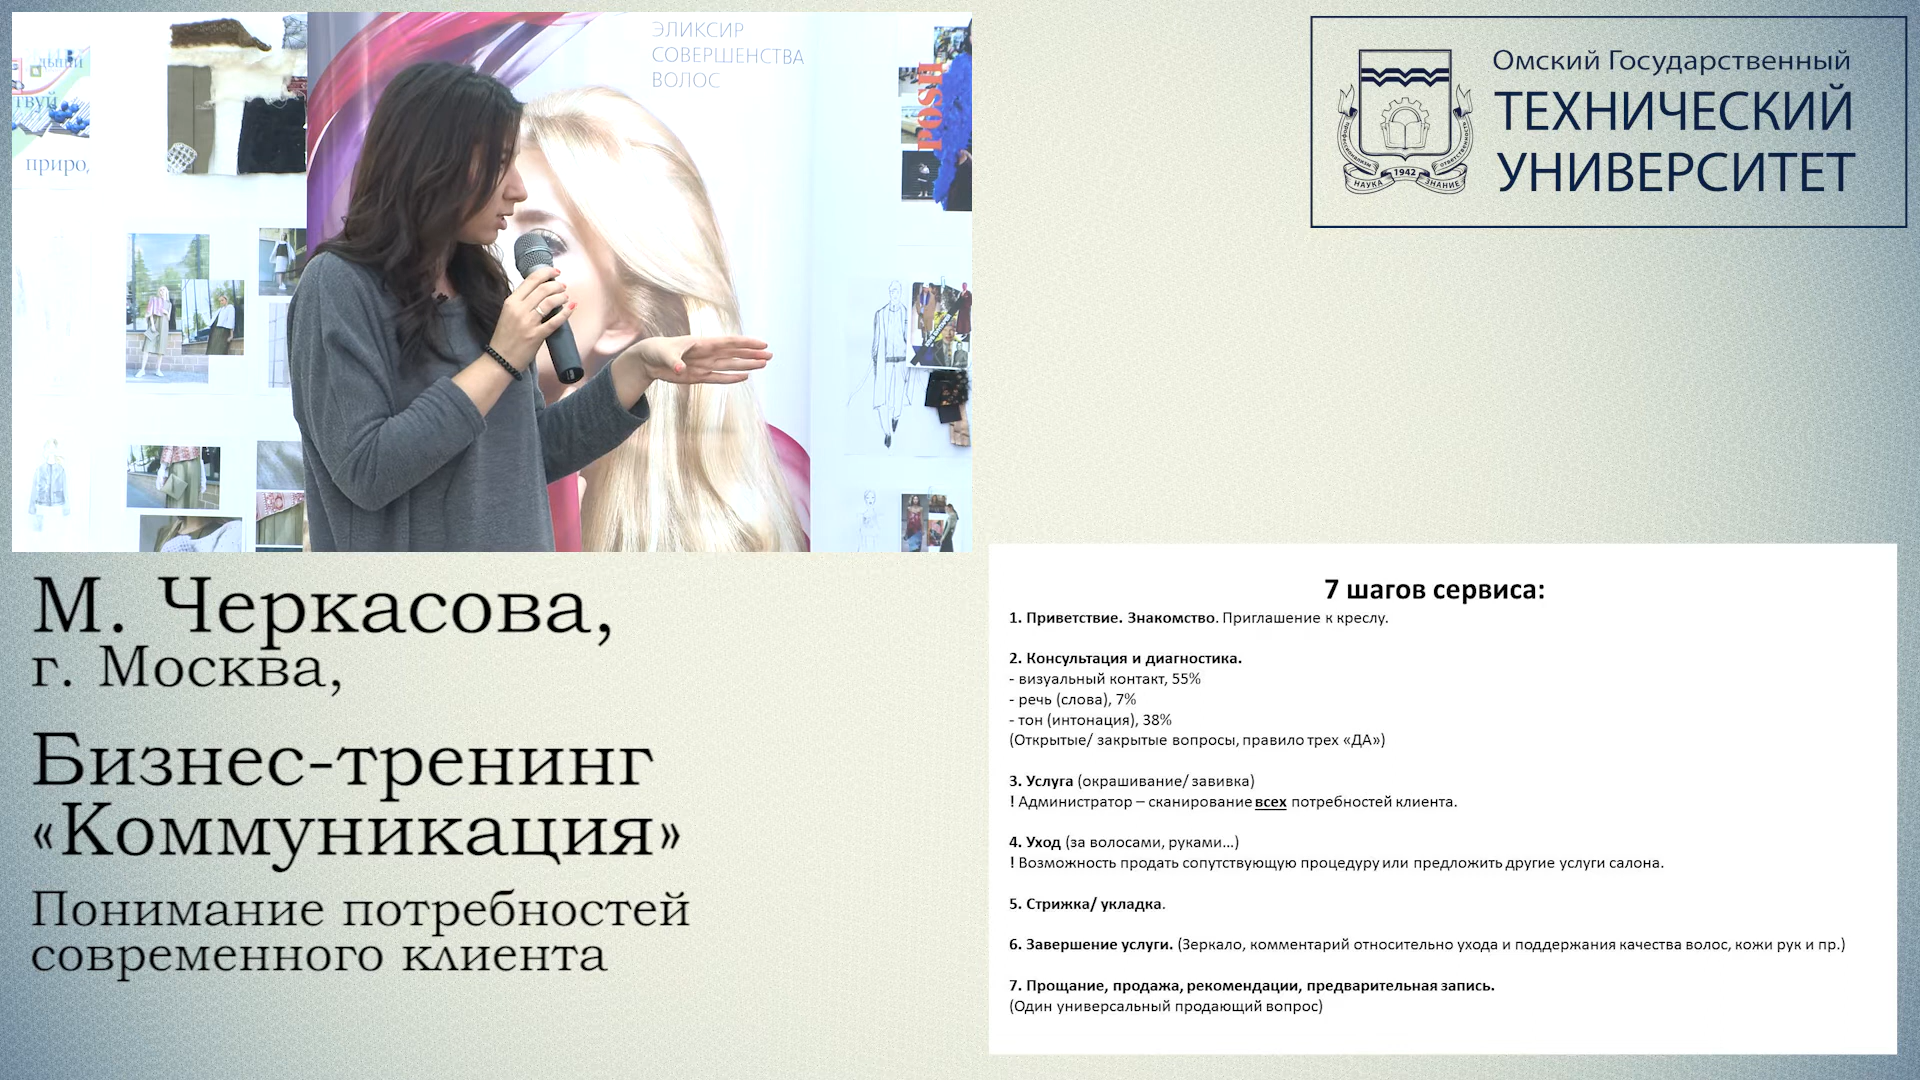 ЭЛИКСИР
СОВЕРШЕНСТВА
ВОЛОС
приро,
POSH
Омский Государственный
ТЕХНИЧЕСКИЙ
УНИВЕРСИТЕТ
профессионализм
ответственность
НАУКА 1942 ЗНАНИЕ
М. Черкасова,
г. Москва,
Бизнес-тренинг
«Коммуникация»
Понимание потребностей
современного клиента
7 шагов сервиса:
1. Приветствие. Знакомство. Приглашение к креслу.
2. Консультация и диагностика.
- визуальный контакт, 55%
- речь (слова), 7%
- тон (интонация), 38%
(Открытые/ закрытые вопросы, правило трех «ДА»)
3. Услуга (окрашивание/ завивка)
! Администратор – сканирование всех потребностей клиента.
4. Уход (за волосами, руками...)
! Возможность продать сопутствующую процедуру или предложить другие услуги салона.
5. Стрижка/ укладка.
6. Завершение услуги. (Зеркало, комментарий относительно ухода и поддержания качества волос, кожи рук и пр.)
7. Прощание, продажа, рекомендации, предварительная запись.
(Один универсальный продающий вопрос)